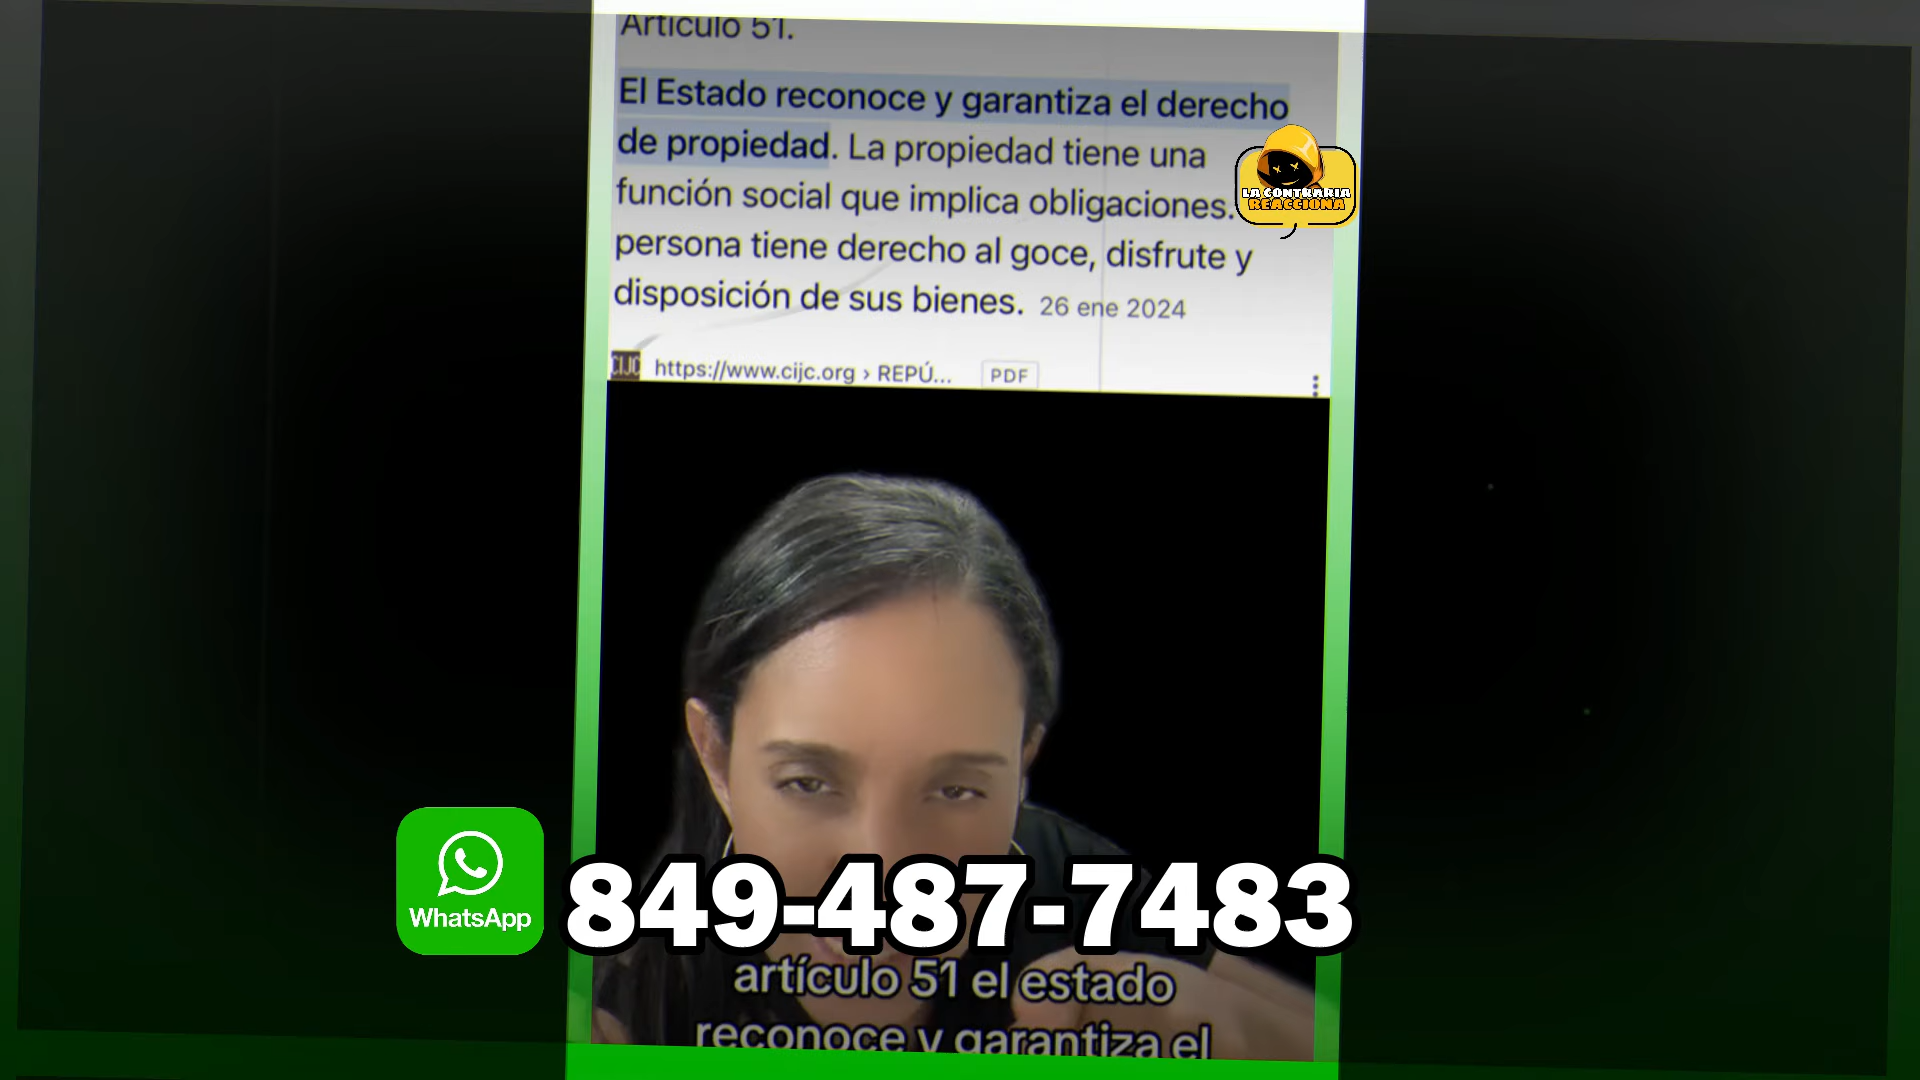 Artículo 51.
El Estado reconoce y garantiza el derecho
de propiedad. La propiedad tiene una
función social que implica obligaciones.
persona tiene derecho al goce, disfrute y
disposición de sus bienes. 26 ene 2024
CIJC https://www.cijc.org › REPÚ... PDF
LA CONTRARIA
REACCIONA
WhatsApp
849-487-7483
artículo 51 el estado
reconoce y garantiza el